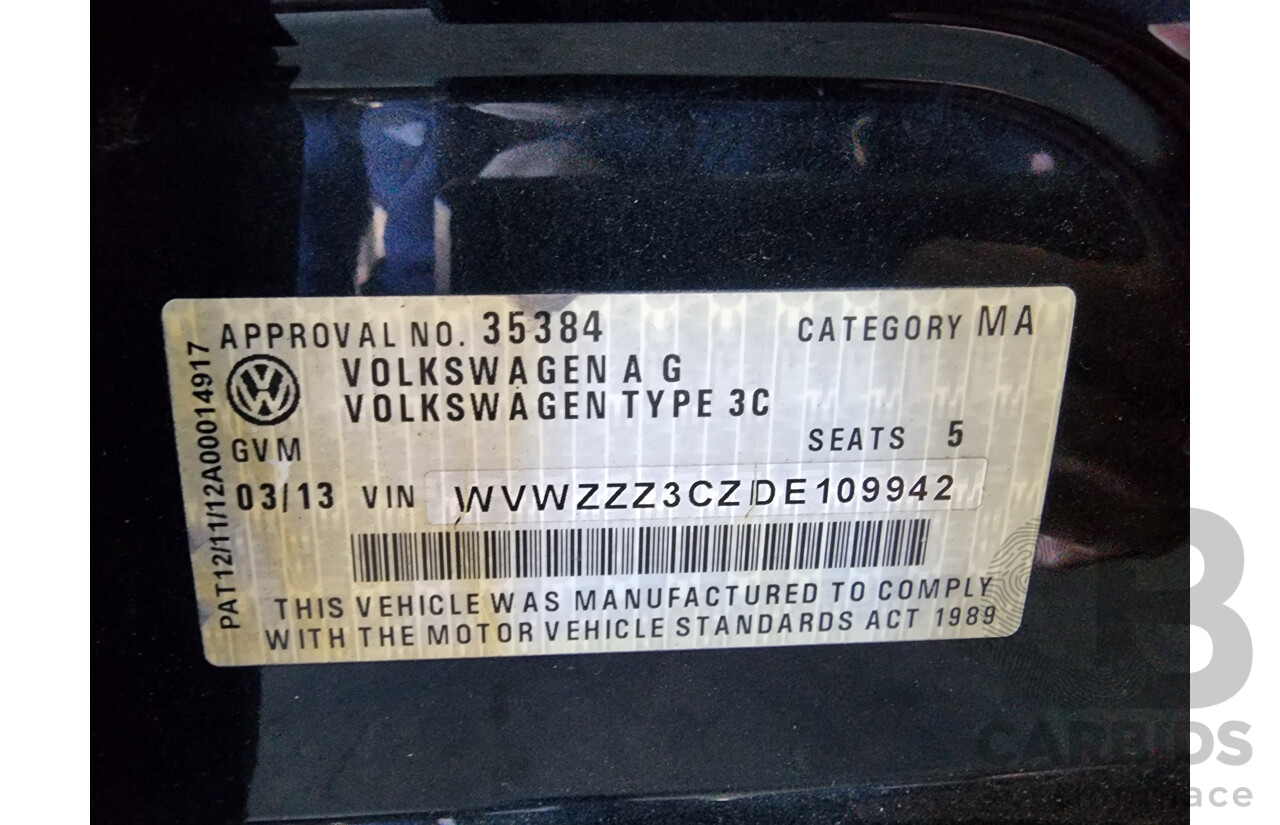 APPROVAL NO. 35384 CATEGORY MA
VOLKSWAGEN A G
VOLKSWAGEN TYPE 3C
GVM SEATS 5
03/13 VIN WVWZZZ3CZDE109942
THIS VEHICLE WAS MANUFACTURED TO COMPLY
WITH THE MOTOR VEHICLE STANDARDS ACT 1989
PAT12/11/12A00014917
CARBIDS